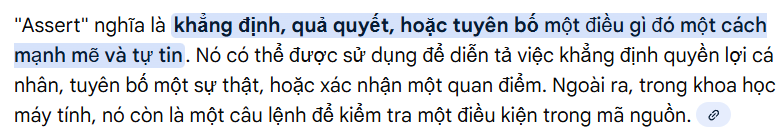 "Assert" nghĩa là khẳng định, quả quyết, hoặc tuyên bố một điều gì đó một cách
mạnh mẽ và tự tin. Nó có thể được sử dụng để diễn tả việc khẳng định quyền lợi cá
nhân, tuyên bố một sự thật, hoặc xác nhận một quan điểm. Ngoài ra, trong khoa học
máy tính, nó còn là một câu lệnh để kiểm tra một điều kiện trong mã nguồn.